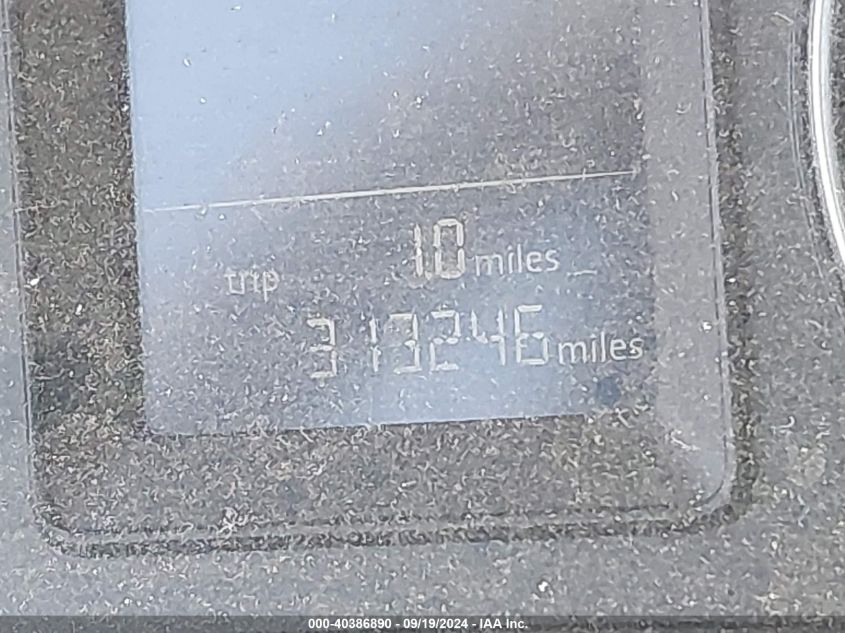 1.0 miles
trip
313246 miles
000-40386890 - 09/19/2024 - IAA Inc.